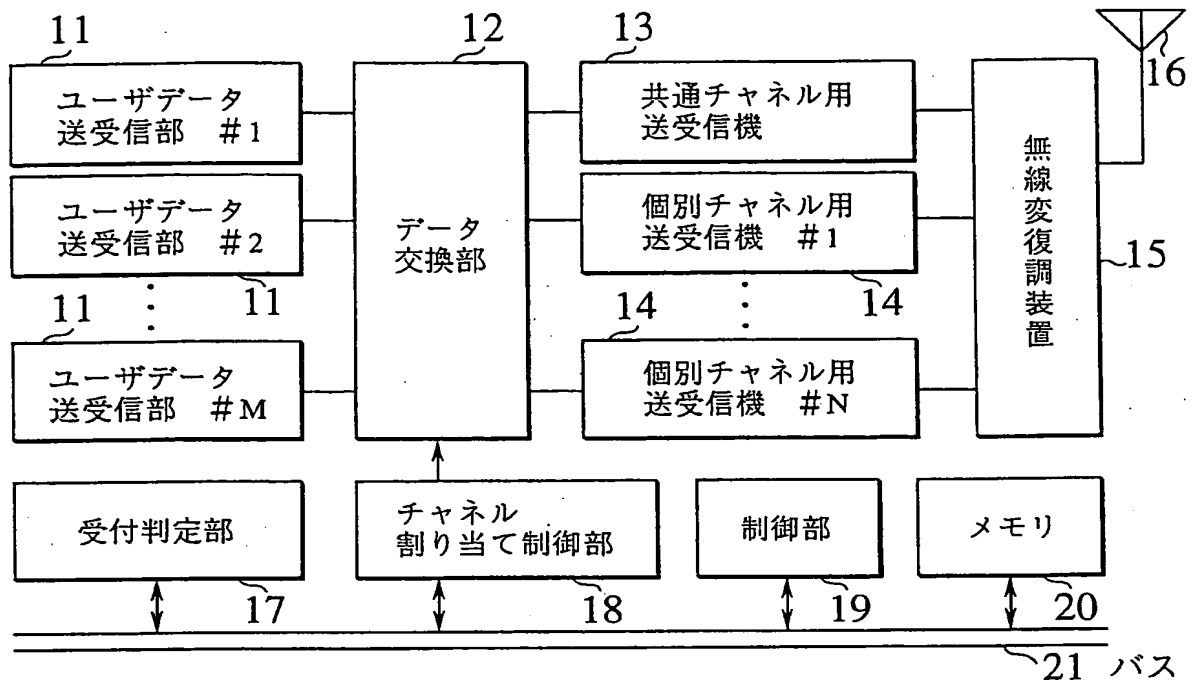 11
ユーザデータ
送受信部 #1
12
データ
交換部
13
共通チャネル用
送受信機
16
ユーザデータ
送受信部 #2
11
個別チャネル用
送受信機 #1
14
無線変復調装置
15
11
ユーザデータ
送受信部 #M
14
個別チャネル用
送受信機 #N
受付判定部
17
チャネル
割り当て制御部
18
制御部
19
メモリ
20
21 バス